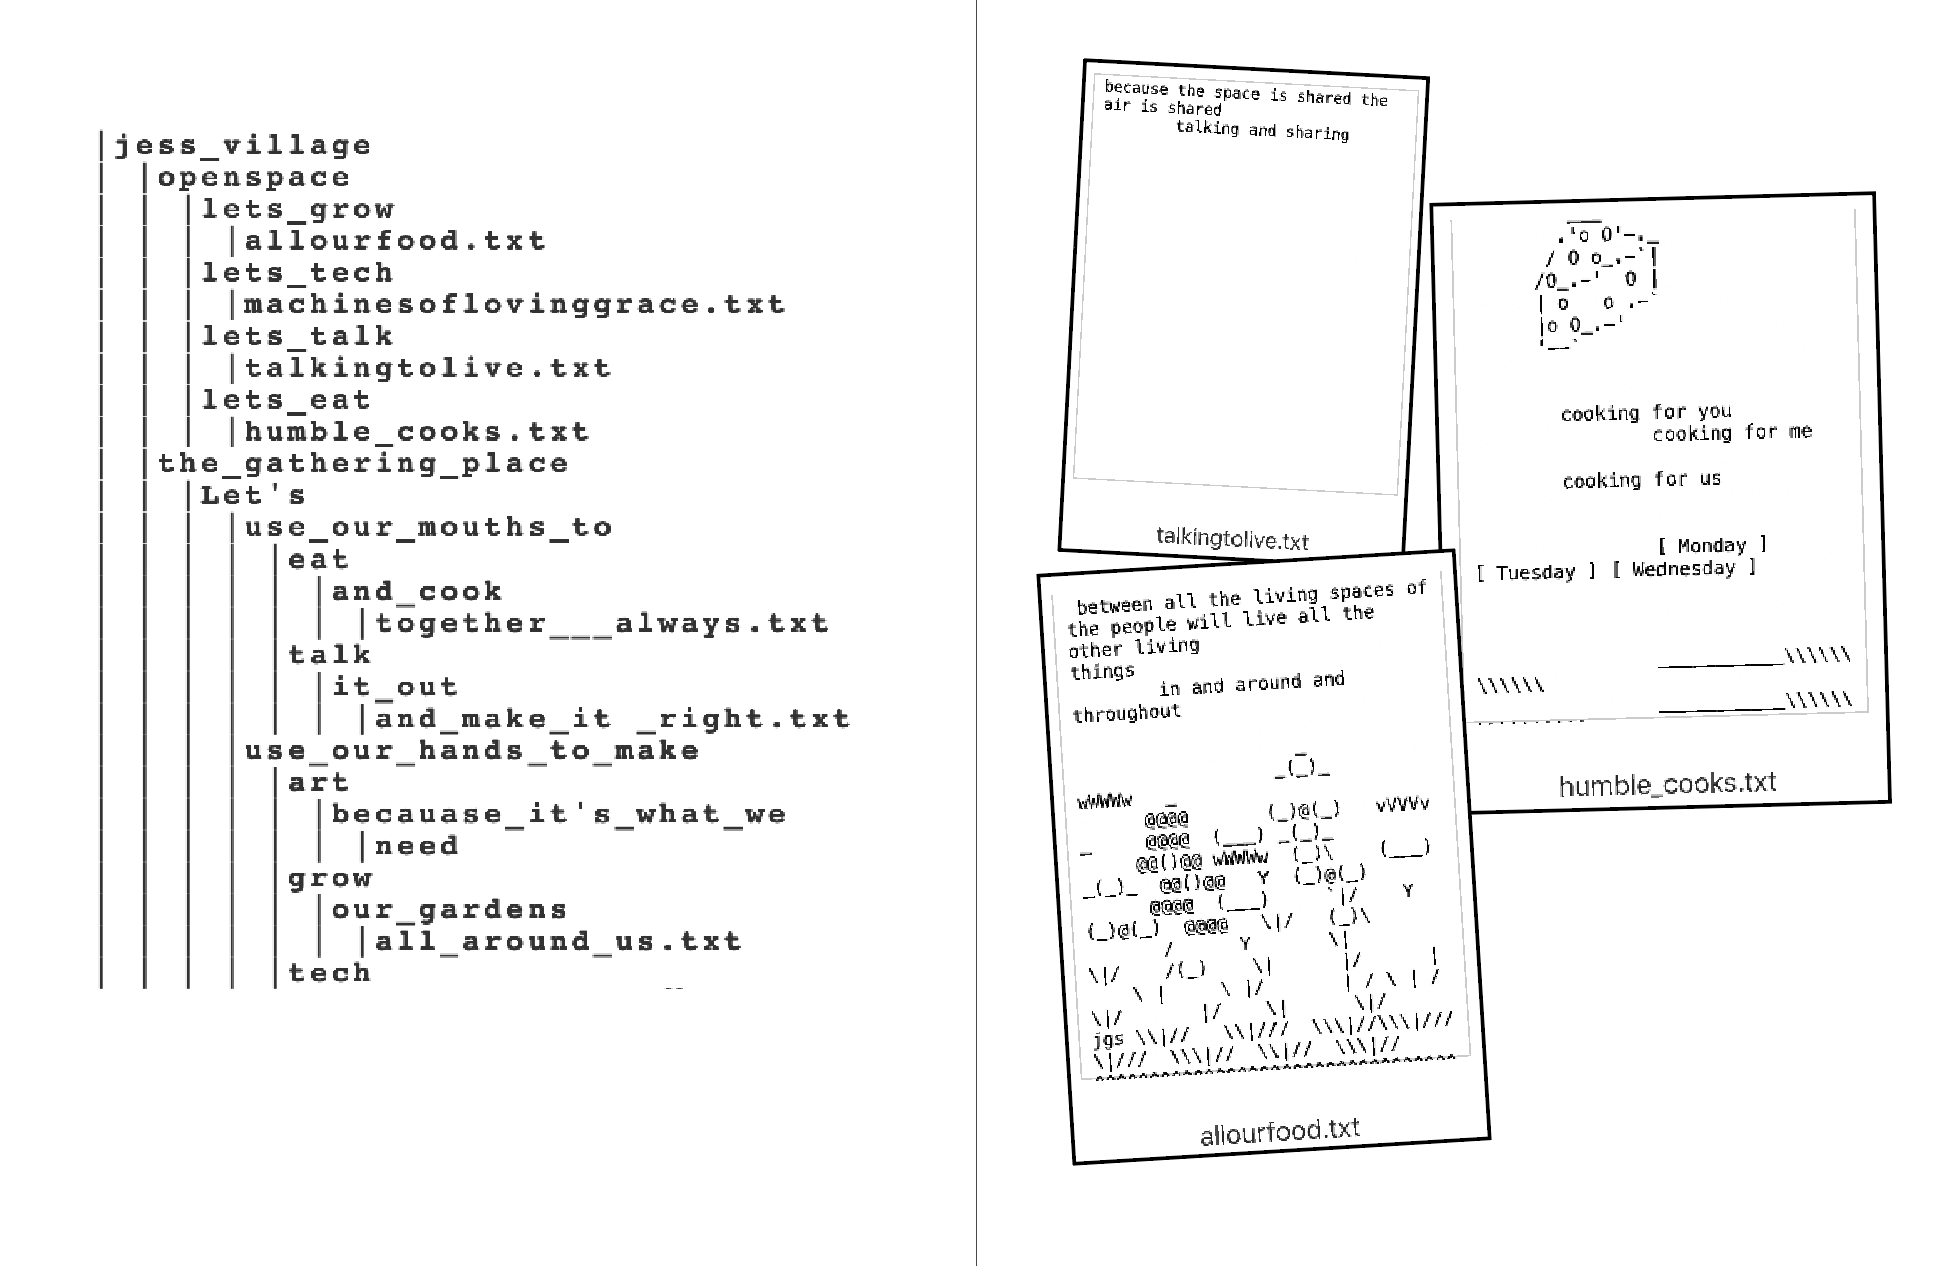 jess_village
openspace
lets_grow
allourfood.txt
lets_tech
machinesoflovinggrace.txt
lets_talk
talkingtolive.txt
lets_eat
humble_cooks.txt
the_gathering_place
Let's
use_our_mouths_to
eat
and_cook
together___always.txt
talk
it_out
and_make_it _right.txt
use_our_hands_to_make
art
becauase_it's_what_we
need
grow
our_gardens
all_around_us.txt
tech
because the space is shared the
air is shared
talking and sharing
talkingtolive.txt
cooking for you
cooking for me
cooking for us
[ Monday ]
[ Tuesday ] [ Wednesday ]
humble_cooks.txt
between all the living spaces of
the people will live all the
other living
things
in and around and
throughout
jgs
allourfood.txt